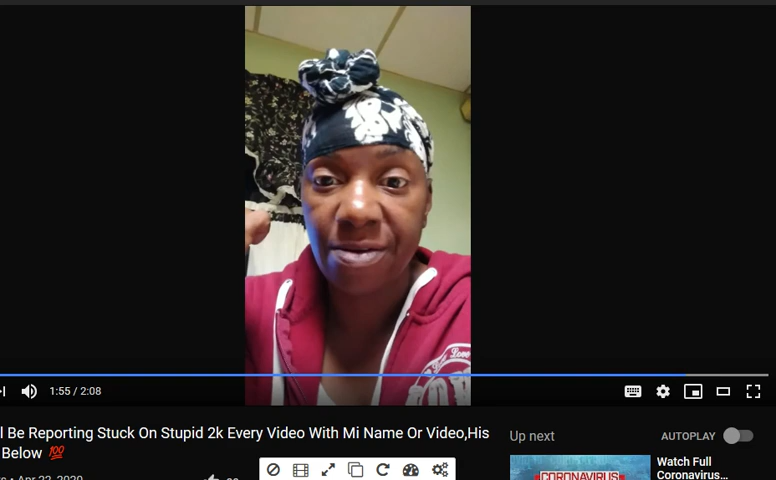 1:55 / 2:08
l Be Reporting Stuck On Stupid 2k Every Video With Mi Name Or Video,His
Below 💯
Apr 22, 2020
Up next
AUTOPLAY
CORONAVIRUS
Watch Full
Coronavirus...